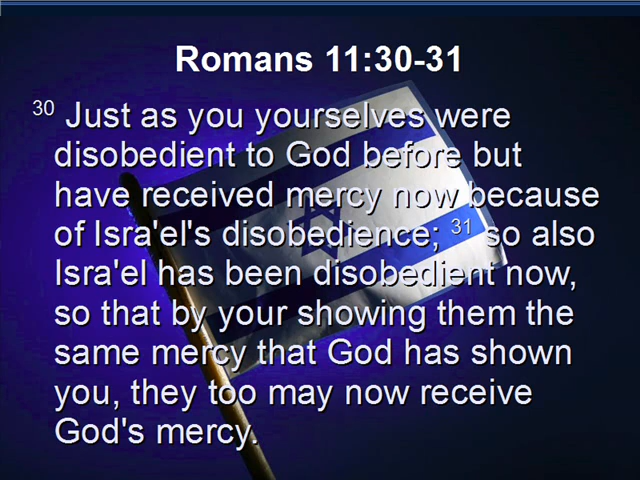 Romans 11:30-31
30 Just as you yourselves were
disobedient to God before but
have received mercy now because
of Isra'el's disobedience; 31 so also
Isra'el has been disobedient now,
so that by your showing them the
same mercy that God has shown
you, they too may now receive
God's mercy.